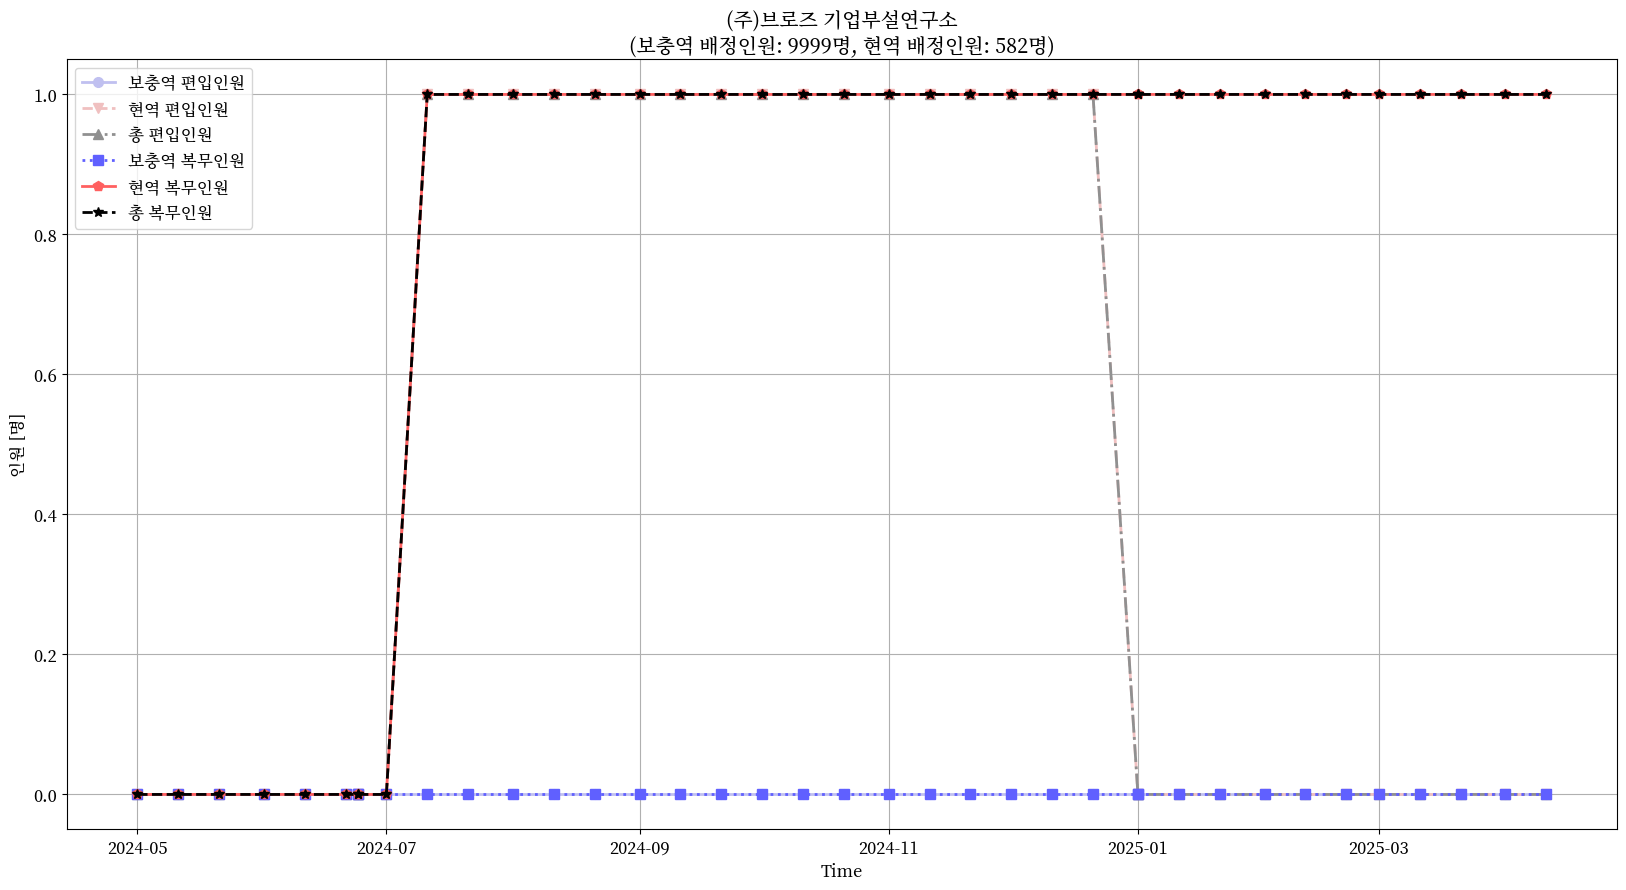 (주)브로즈 기업부설연구소
(보충역 배정인원: 9999명, 현역 배정인원: 582명)
보충역 편입인원
현역 편입인원
총 편입인원
보충역 복무인원
현역 복무인원
총 복무인원
1.0
0.8
0.6
0.4
0.2
0.0
인원 [명]
2024-05
2024-07
2024-09
2024-11
2025-01
2025-03
Time